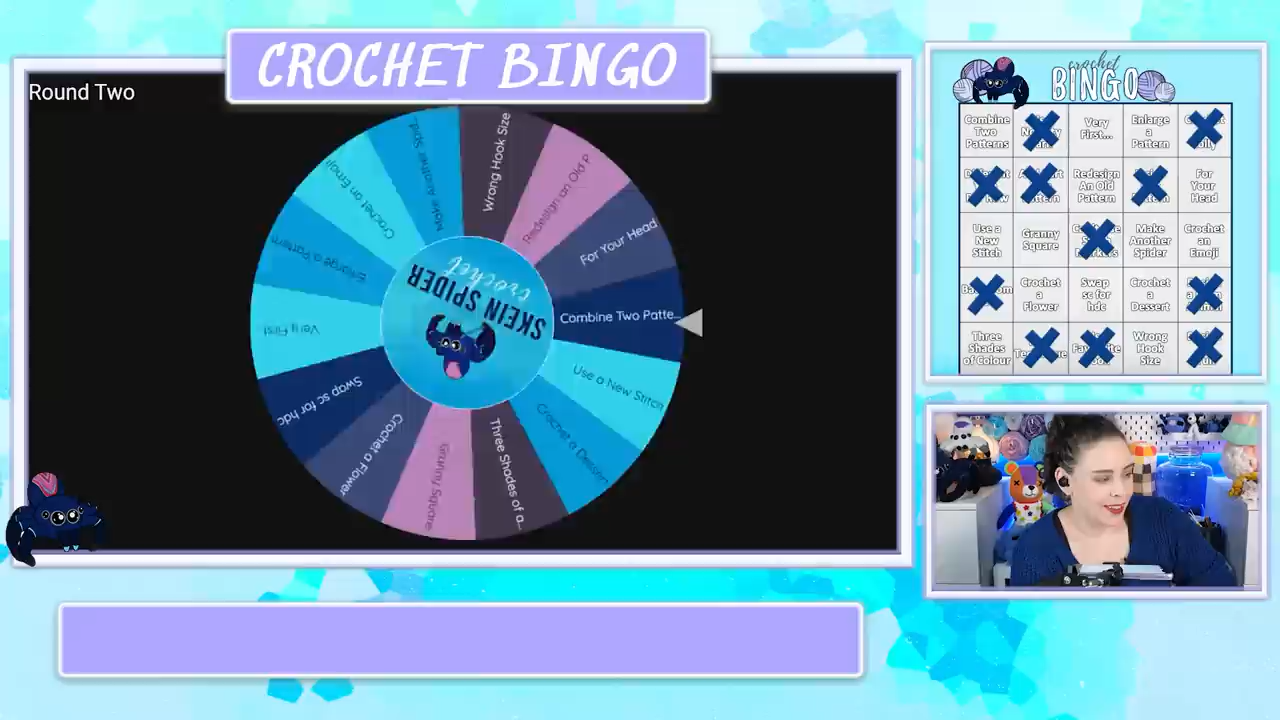 CROCHET BINGO
Round Two
Wrong Hook Size
Redesign an Old P
For Your Head
Combine Two Patte...
Use a New Stitch
Crochet a Dessert
Three Shades of a...
Granny Square
Crochet a Flower
Swap sc for hdc
Very First
Enlarge a Pattern
Crochet an Emoji
Make Another Spid...
SKEIN SPIDER
crochet
crochet
BINGO
Combine
Two
Patterns
Very
First...
Enlarge
a
Pattern
Redesign
An Old
Pattern
For
Your
Head
Use a
New
Stitch
Granny
Square
Make
Another
Spider
Crochet
an
Emoji
Crochet
a
Flower
Swap
sc for
hdc
Crochet
a
Dessert
Three
Shades
of Colour
Wrong
Hook
Size